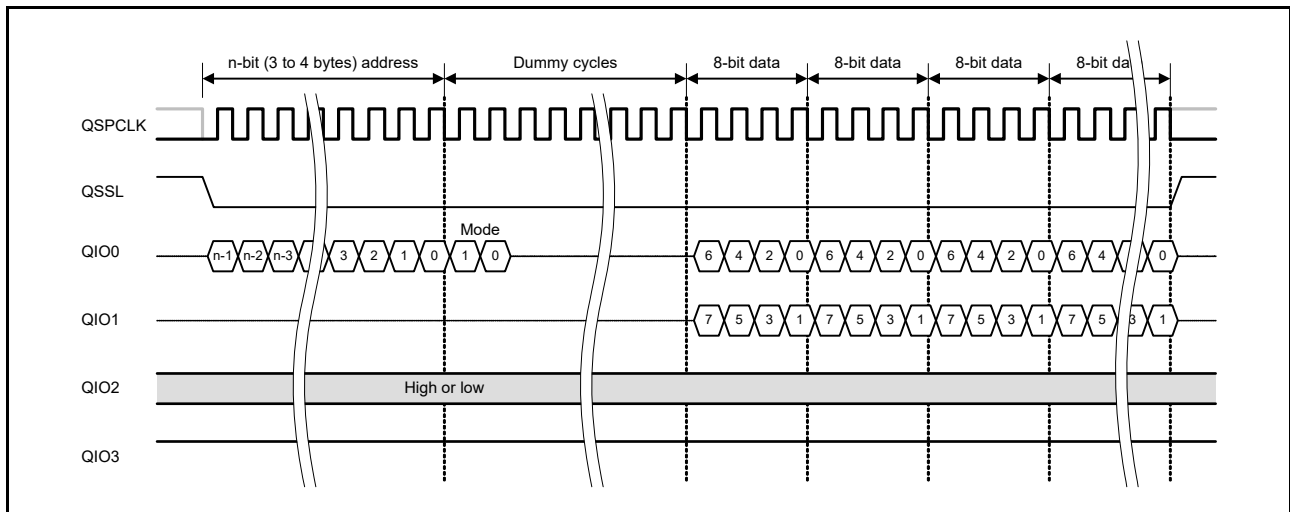 n-bit (3 to 4 bytes) address Dummy cycles 8-bit data 8-bit data 8-bit data 8-bit da
QSPCLK
QSSL
Mode
QIO0 n-1 n-2 n-3 3 2 1 0 1 0 6 4 2 0 6 4 2 0 6 4 2 0 6 4 0
QIO1 7 5 3 1 7 5 3 1 7 5 3 1 7 5 3 1
QIO2 High or low
QIO3